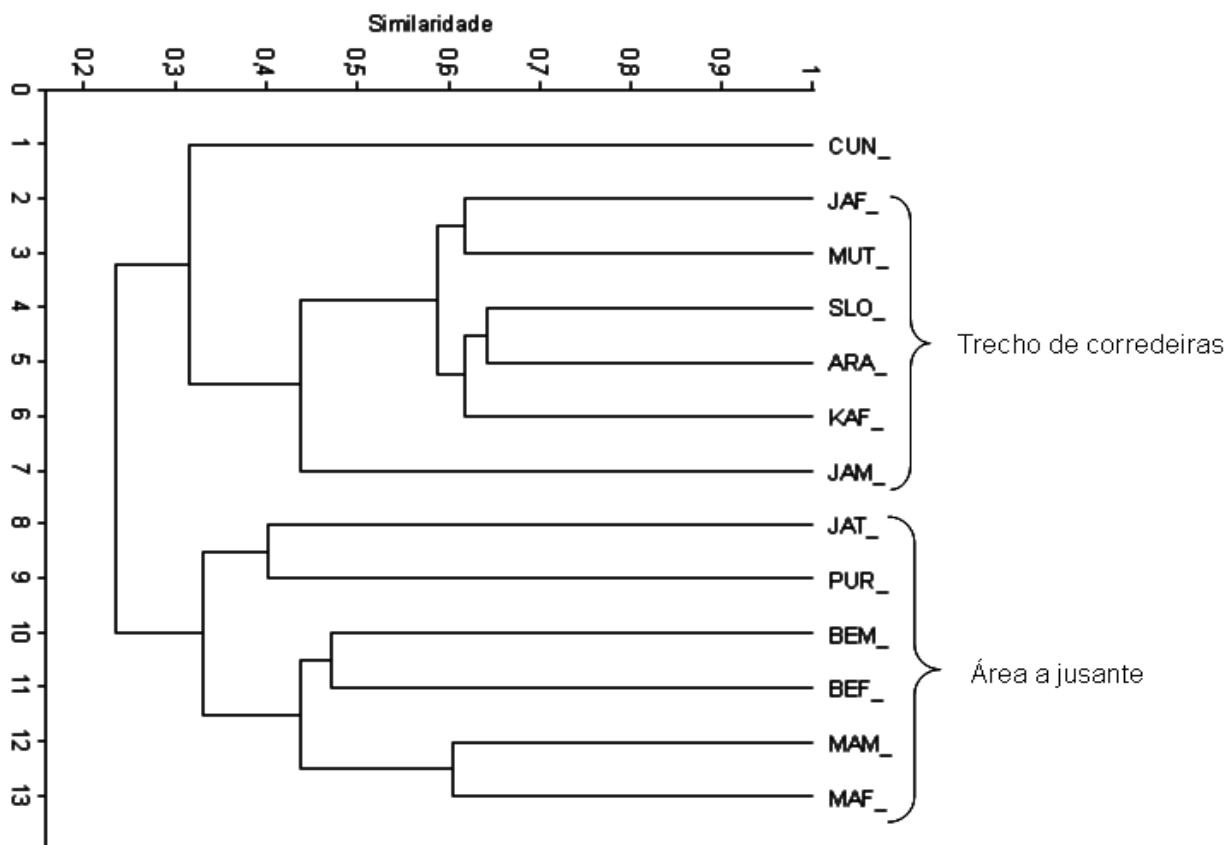 Similaridade
0,2 0,3 0,4 0,5 0,6 0,7 0,8 0,9 1
0
1 CUN_
2 JAF_
3 MUT_
4 SLO_
Trecho de corredeiras
5 ARA_
6 KAF_
7 JAM_
8 JAT_
9 PUR_
10 BEM_
Área a jusante
11 BEF_
12 MAM_
13 MAF_